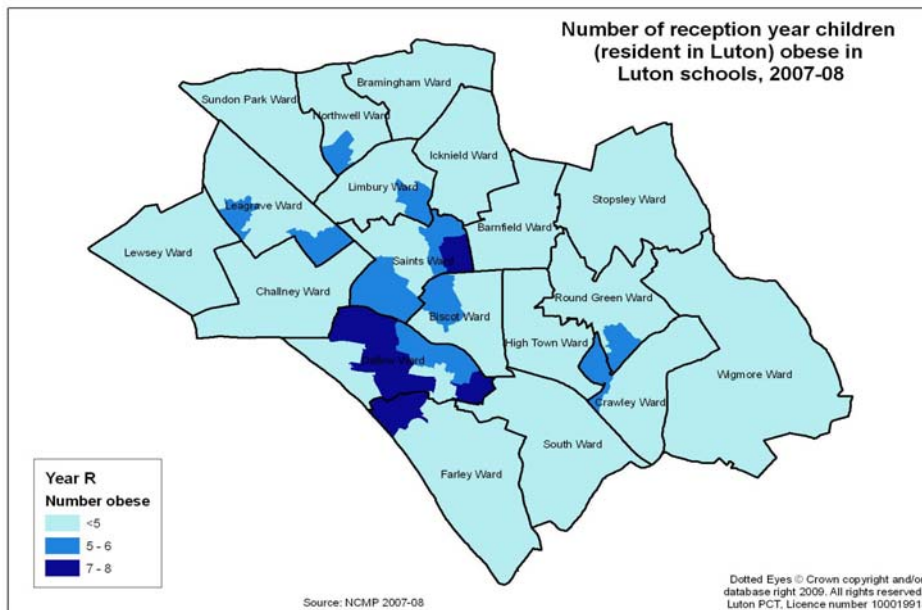 Number of reception year children
(resident in Luton) obese in
Luton schools, 2007-08
Bramingham Ward
Sundon Park Ward
Northwell Ward
Icknield Ward
Limbury Ward
Stopsley Ward
Leagrave Ward
Barnfield Ward
Lewsey Ward
Saints Ward
Challney Ward
Round Green Ward
Biscot Ward
High Town Ward
Dallow Ward
Wigmore Ward
Crawley Ward
South Ward
Farley Ward
Year R
Number obese
<5
5 - 6
7 - 8
Source: NCMP 2007-08
Dotted Eyes © Crown copyright and/o
database right 2009. All rights reserved
Luton PCT, Licence number 10001991